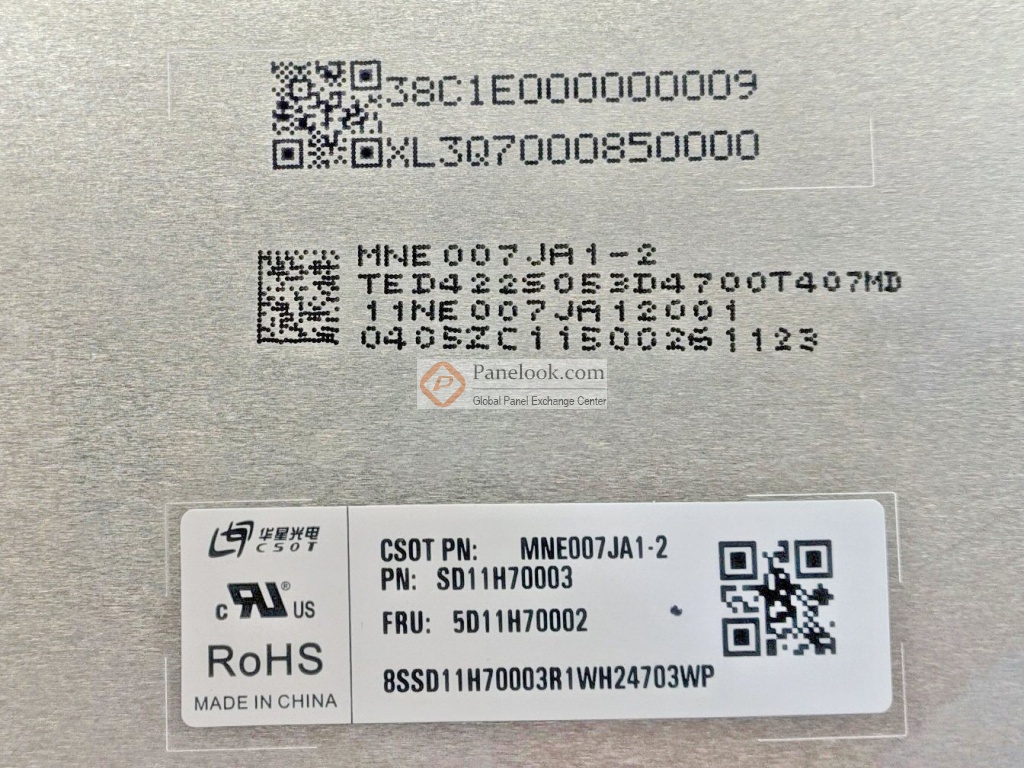 38C1E000000009
XL3Q7000850000
MNE007JA1-2
TED422S053D4700T407MD
11NE007JA12001
0405ZC11500261123
Panelook.com
Global Panel Exchange Center
华星光电
CSOT
c RU ® US
RoHS
MADE IN CHINA
CSOT PN: MNE007JA1-2
PN: SD11H70003
FRU: 5D11H70002
8SSD11H70003R1WH24703WP